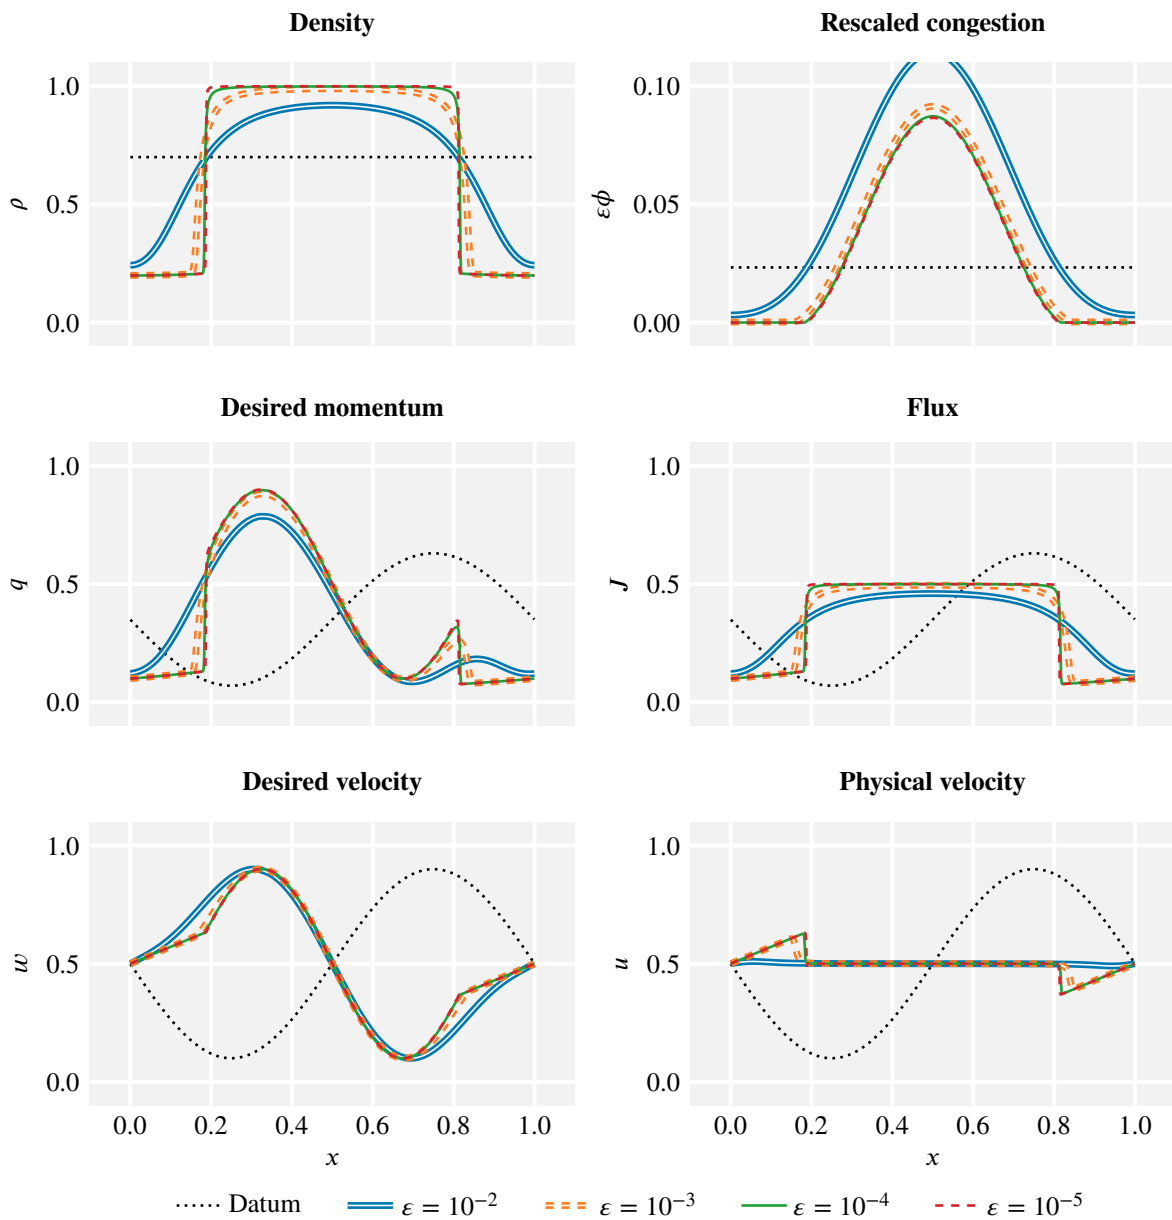 Density
1.0
0.5
0.0
ρ
Rescaled congestion
0.10
0.05
0.00
εϕ
Desired momentum
1.0
0.5
0.0
q
Flux
1.0
0.5
0.0
J
Desired velocity
1.0
0.5
0.0
w
0.0 0.2 0.4 0.6 0.8 1.0
x
Physical velocity
1.0
0.5
0.0
u
0.0 0.2 0.4 0.6 0.8 1.0
x
Datum ε = 10⁻² ε = 10⁻³ ε = 10⁻⁴ ε = 10⁻⁵